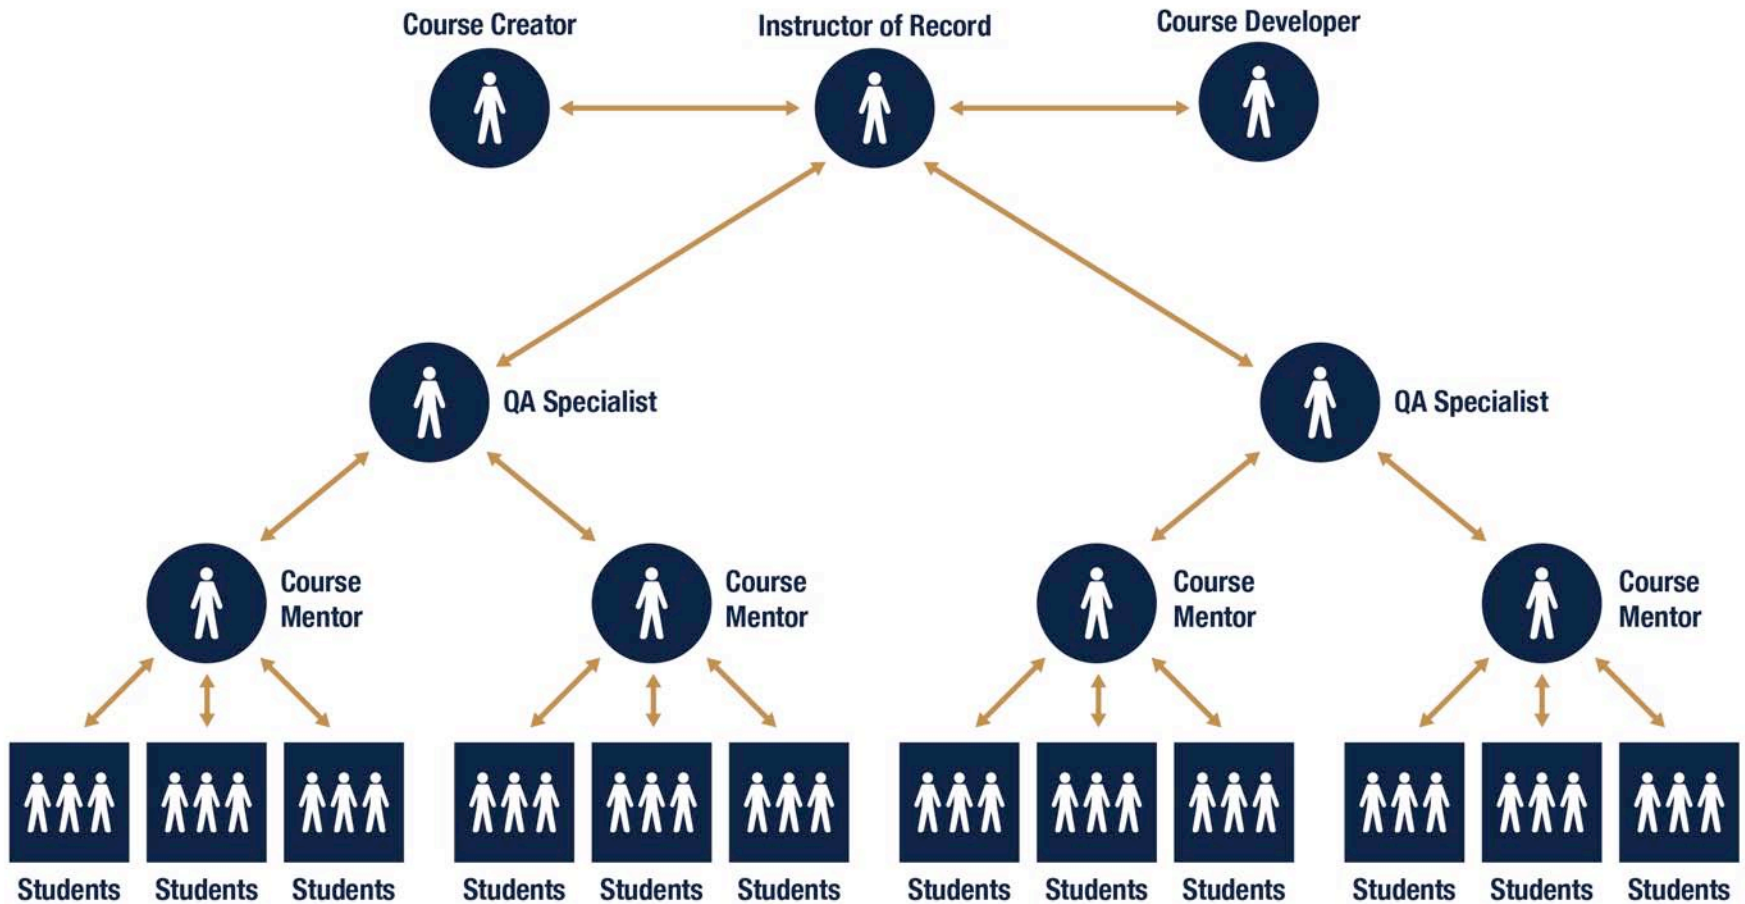 Course Creator
Instructor of Record
Course Developer
QA Specialist
QA Specialist
Course
Mentor
Course
Mentor
Course
Mentor
Course
Mentor
Students
Students
Students
Students
Students
Students
Students
Students
Students
Students
Students
Students